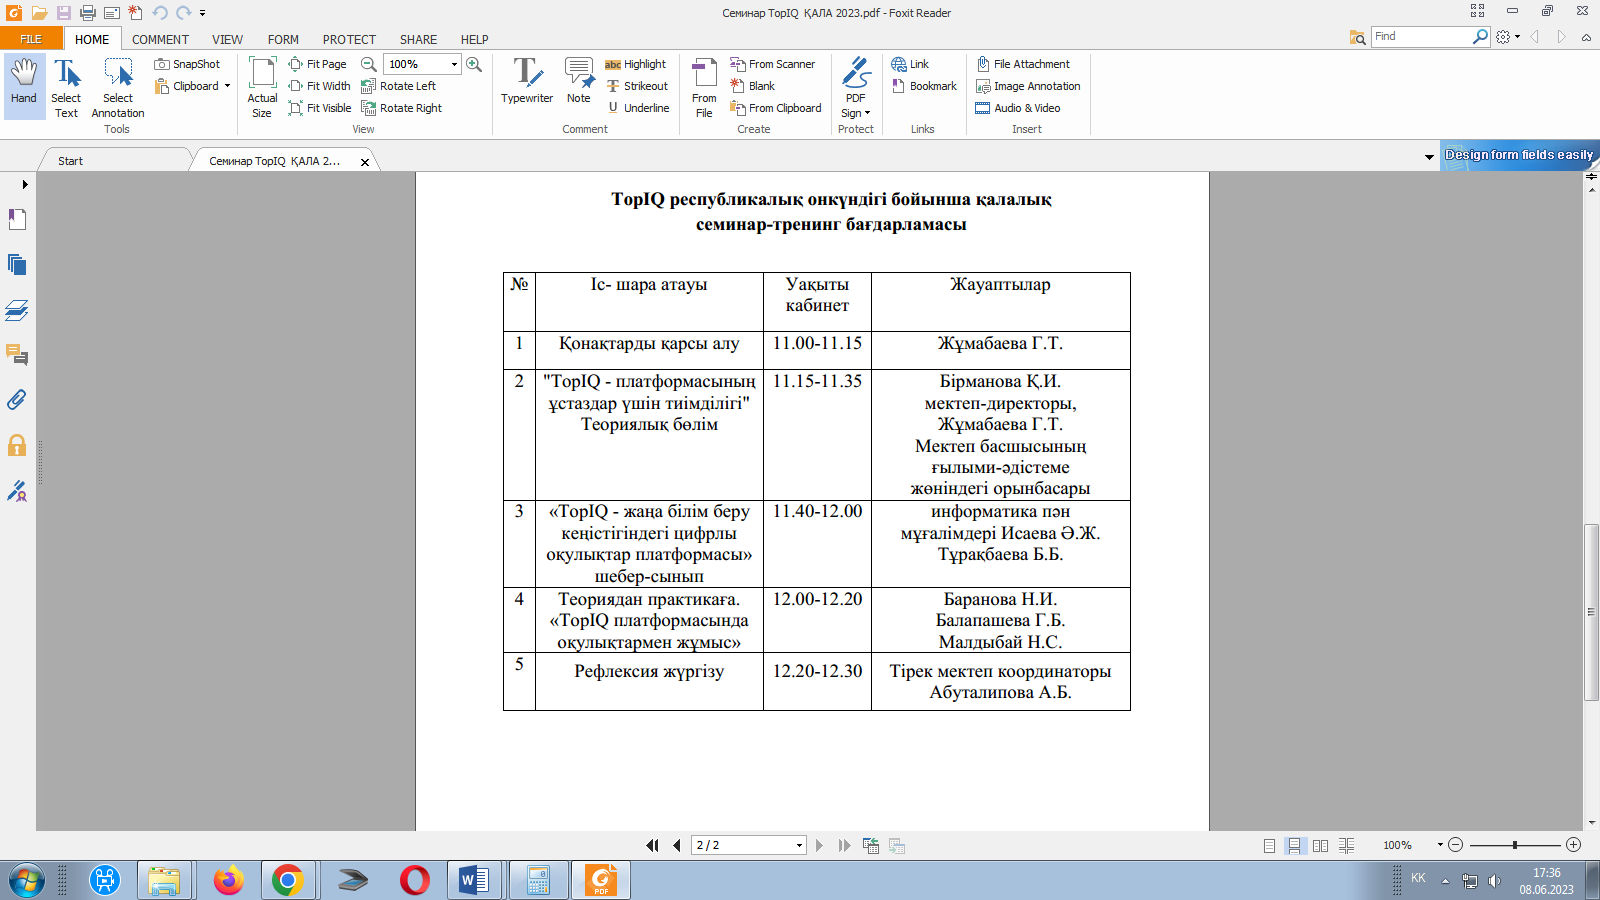 Семинар TopIQ ҚАЛА 2023.pdf - Foxit Reader
FILE HOME COMMENT VIEW FORM PROTECT SHARE HELP
Find
Hand
Select Text
Select Annotation
SnapShot
Clipboard
Tools
Actual Size
Fit Page
Fit Width
Fit Visible
100%
Rotate Left
Rotate Right
View
Typewriter
Note
Highlight
Strikeout
Underline
Comment
From File
From Scanner
Blank
From Clipboard
Create
PDF Sign
Protect
Link
Bookmark
Links
File Attachment
Image Annotation
Audio & Video
Insert
Start
Семинар TopIQ ҚАЛА 2...
Design form fields easily
TopIQ республикалық онкүндігі бойынша қалалық
семинар-тренинг бағдарламасы
№
Іс- шара атауы
Уақыты
кабинет
Жауаптылар
1
Қонақтарды қарсы алу
11.00-11.15
Жұмабаева Г.Т.
2
"TopIQ - платформасының
ұстаздар үшін тиімділігі"
Теориялық бөлім
11.15-11.35
Бірманова Қ.И.
мектеп-директоры,
Жұмабаева Г.Т.
Мектеп басшысының
ғылыми-әдістеме
жөніндегі орынбасары
3
«TopIQ - жаңа білім беру
кеңістігіндегі цифрлы
оқулықтар платформасы»
шебер-сынып
11.40-12.00
информатика пән
мұғалімдері Исаева Ә.Ж.
Тұрақбаева Б.Б.
4
Теориядан практикаға.
«TopIQ платформасында
оқулықтармен жұмыс»
12.00-12.20
Баранова Н.И.
Балапашева Г.Б.
Малдыбай Н.С.
5
Рефлексия жүргізу
12.20-12.30
Тірек мектеп координаторы
Абуталипова А.Б.
2 / 2
100%
KK
17:36
08.06.2023